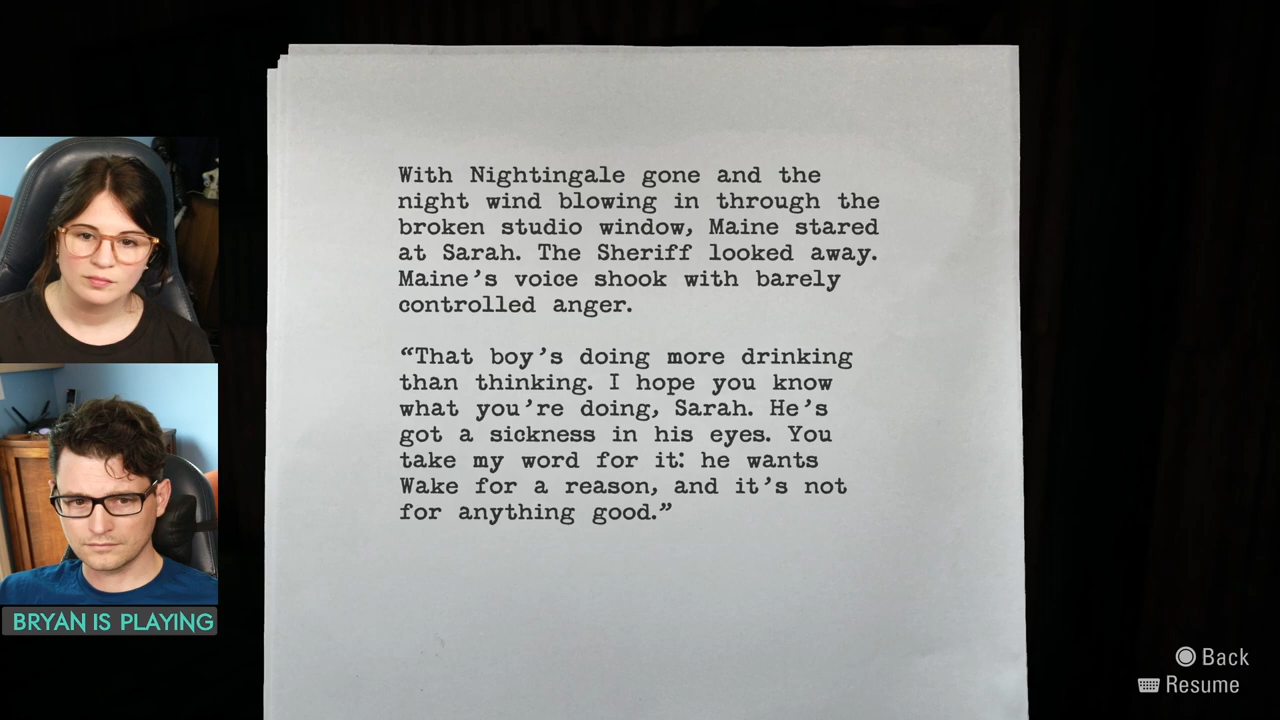 With Nightingale gone and the
night wind blowing in through the
broken studio window, Maine stared
at Sarah. The Sheriff looked away.
Maine’s voice shook with barely
controlled anger.
“That boy’s doing more drinking
than thinking. I hope you know
what you’re doing, Sarah. He’s
got a sickness in his eyes. You
take my word for it: he wants
Wake for a reason, and it’s not
for anything good.”
BRYAN IS PLAYING
Back
Resume